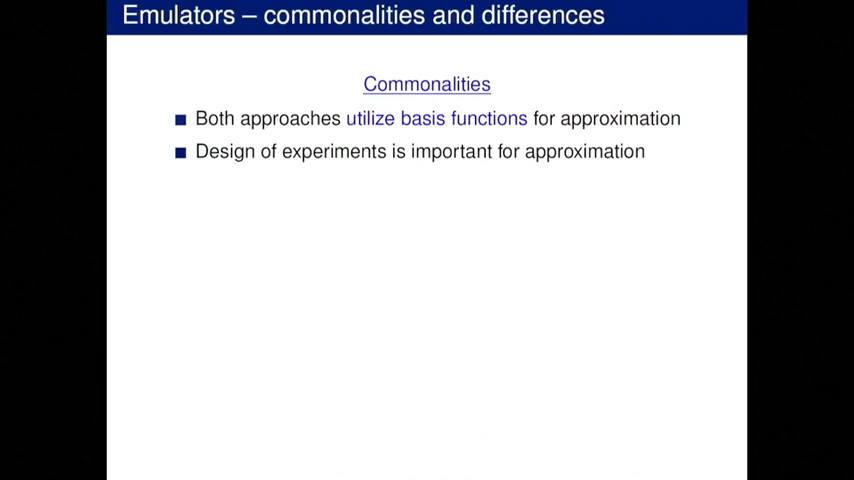 Emulators – commonalities and differences
Commonalities
Both approaches utilize basis functions for approximation
Design of experiments is important for approximation